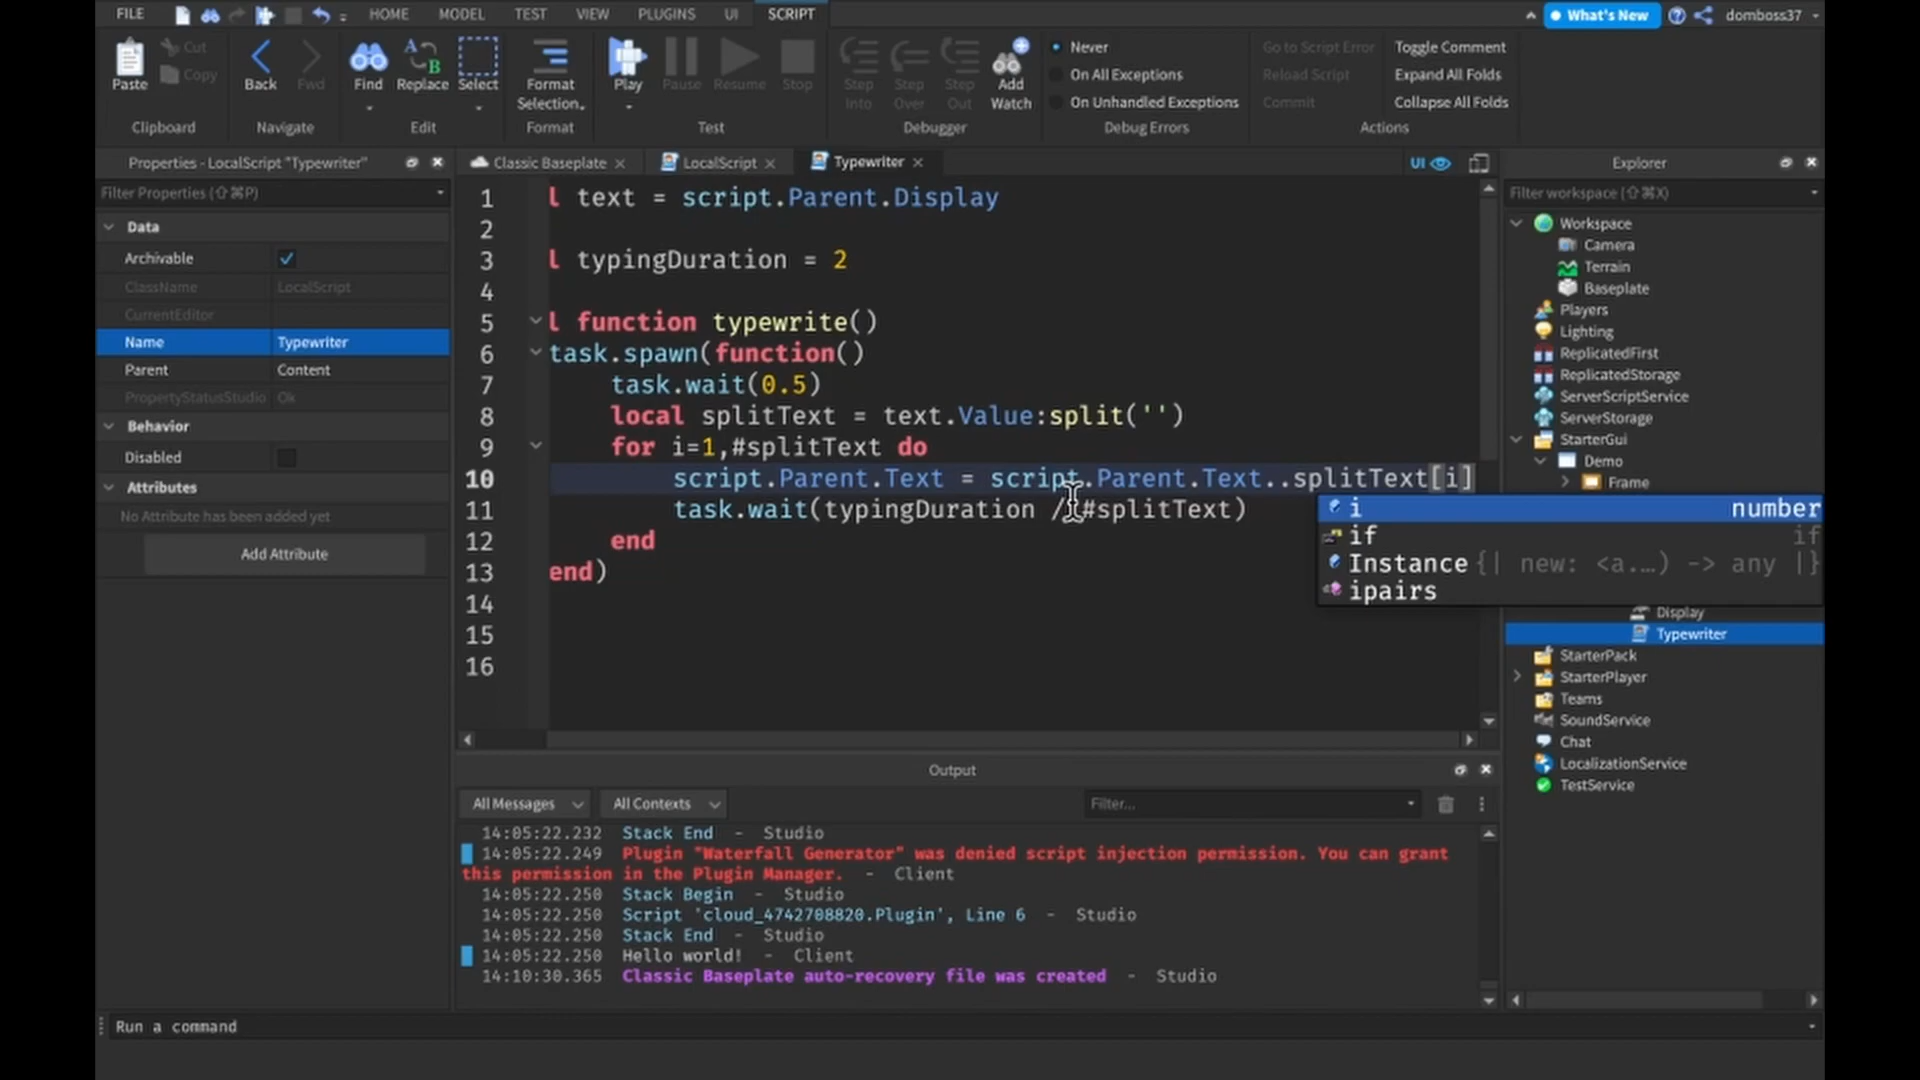 FILE HOME MODEL TEST VIEW PLUGINS UI SCRIPT What's New domboss37
Paste Cut Copy Back Fwd Find Replace Select Format Selection Play Pause Resume Stop Step Into Step Over Step Out Add Watch
Never
On All Exceptions
On Unhandled Exceptions
Go to Script Error
Reload Script
Commit
Toggle Comment
Expand All Folds
Collapse All Folds
Clipboard Navigate Edit Format Test Debugger Debug Errors Actions
Properties - LocalScript "Typewriter"
Filter Properties (⇧⌘P)
Data
Archivable
ClassName LocalScript
CurrentEditor
Name Typewriter
Parent Content
PropertyStatusStudio Ok
Behavior
Disabled
Attributes
No Attribute has been Added yet
Add Attribute
Classic Baseplate LocalScript Typewriter UI
1 l text = script.Parent.Display
2
3 l typingDuration = 2
4
5 l function typewrite()
6 task.spawn(function()
7 task.wait(0.5)
8 local splitText = text.Value:split('')
9 for i=1,#splitText do
10 script.Parent.Text = script.Parent.Text..splitText[i]
11 task.wait(typingDuration / #splitText)
12 end
13 end)
14
15
16
i number
if if
Instance {| new: <a.…) -> any |}
ipairs
Output
All Messages All Contexts Filter...
14:05:22.232 Stack End - Studio
14:05:22.249 Plugin "Waterfall Generator" was denied script injection permission. You can grant
this permission in the Plugin Manager. - Client
14:05:22.250 Stack Begin - Studio
14:05:22.250 Script 'cloud_4742708820.Plugin', Line 6 - Studio
14:05:22.250 Stack End - Studio
14:05:22.250 Hello world! - Client
14:10:30.365 Classic Baseplate auto-recovery file was created - Studio
Explorer
Filter workspace (⇧⌘X)
Workspace
Camera
Terrain
Baseplate
Players
Lighting
ReplicatedFirst
ReplicatedStorage
ServerScriptService
ServerStorage
StarterGui
Demo
Frame
Display
Typewriter
StarterPack
StarterPlayer
Teams
SoundService
Chat
LocalizationService
TestService
Run a command